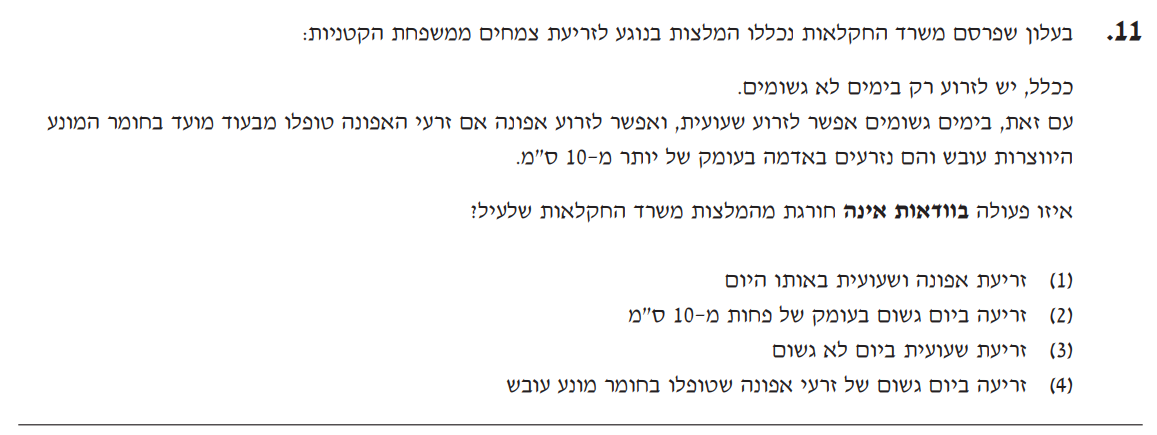 11. בעלון שפרסם משרד החקלאות נכללו המלצות בנוגע לזריעת צמחים ממשפחת הקטניות:
ככלל, יש לזרוע רק בימים לא גשומים.
עם זאת, בימים גשומים אפשר לזרוע שעועית, ואפשר לזרוע אפונה אם זרעי האפונה טופלו מבעוד מועד בחומר המונע
היווצרות עובש והם נזרעים באדמה בעומק של יותר מ-10 ס"מ.
איזו פעולה בוודאות אינה חורגת מהמלצות משרד החקלאות שלעיל?
(1) זריעת אפונה ושעועית באותו היום
(2) זריעה ביום גשום בעומק של פחות מ-10 ס"מ
(3) זריעת שעועית ביום לא גשום
(4) זריעה ביום גשום של זרעי אפונה שטופלו בחומר מונע עובש